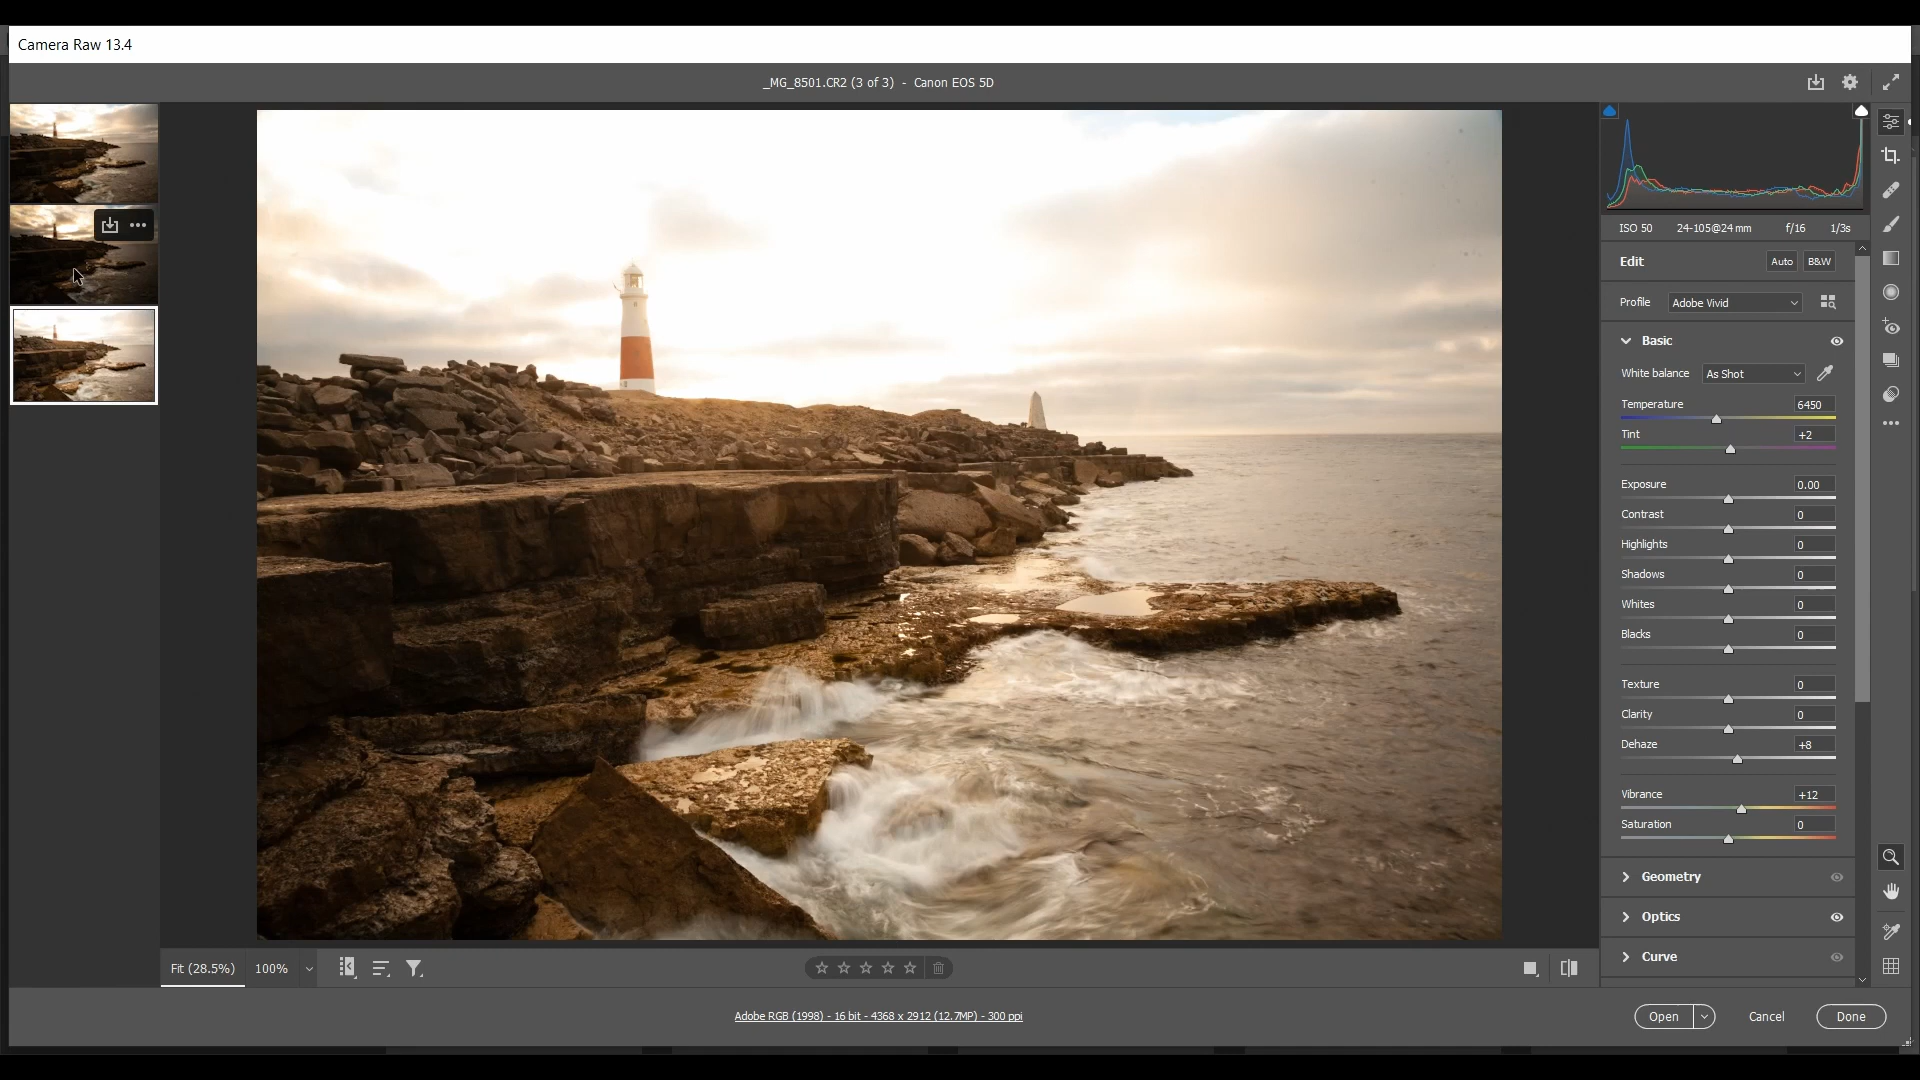 Camera Raw 13.4
_MG_8501.CR2 (3 of 3) - Canon EOS 5D
ISO 50 24-105@24 mm f/16 1/3s
Edit Auto B&W
Profile Adobe Vivid
Basic
White balance As Shot
Temperature 6450
Tint +2
Exposure 0.00
Contrast 0
Highlights 0
Shadows 0
Whites 0
Blacks 0
Texture 0
Clarity 0
Dehaze +8
Vibrance +12
Saturation 0
Geometry
Optics
Curve
Fit (28.5%) 100%
Adobe RGB (1998) - 16 bit - 4368 x 2912 (12.7MP) - 300 ppi
Open Cancel Done